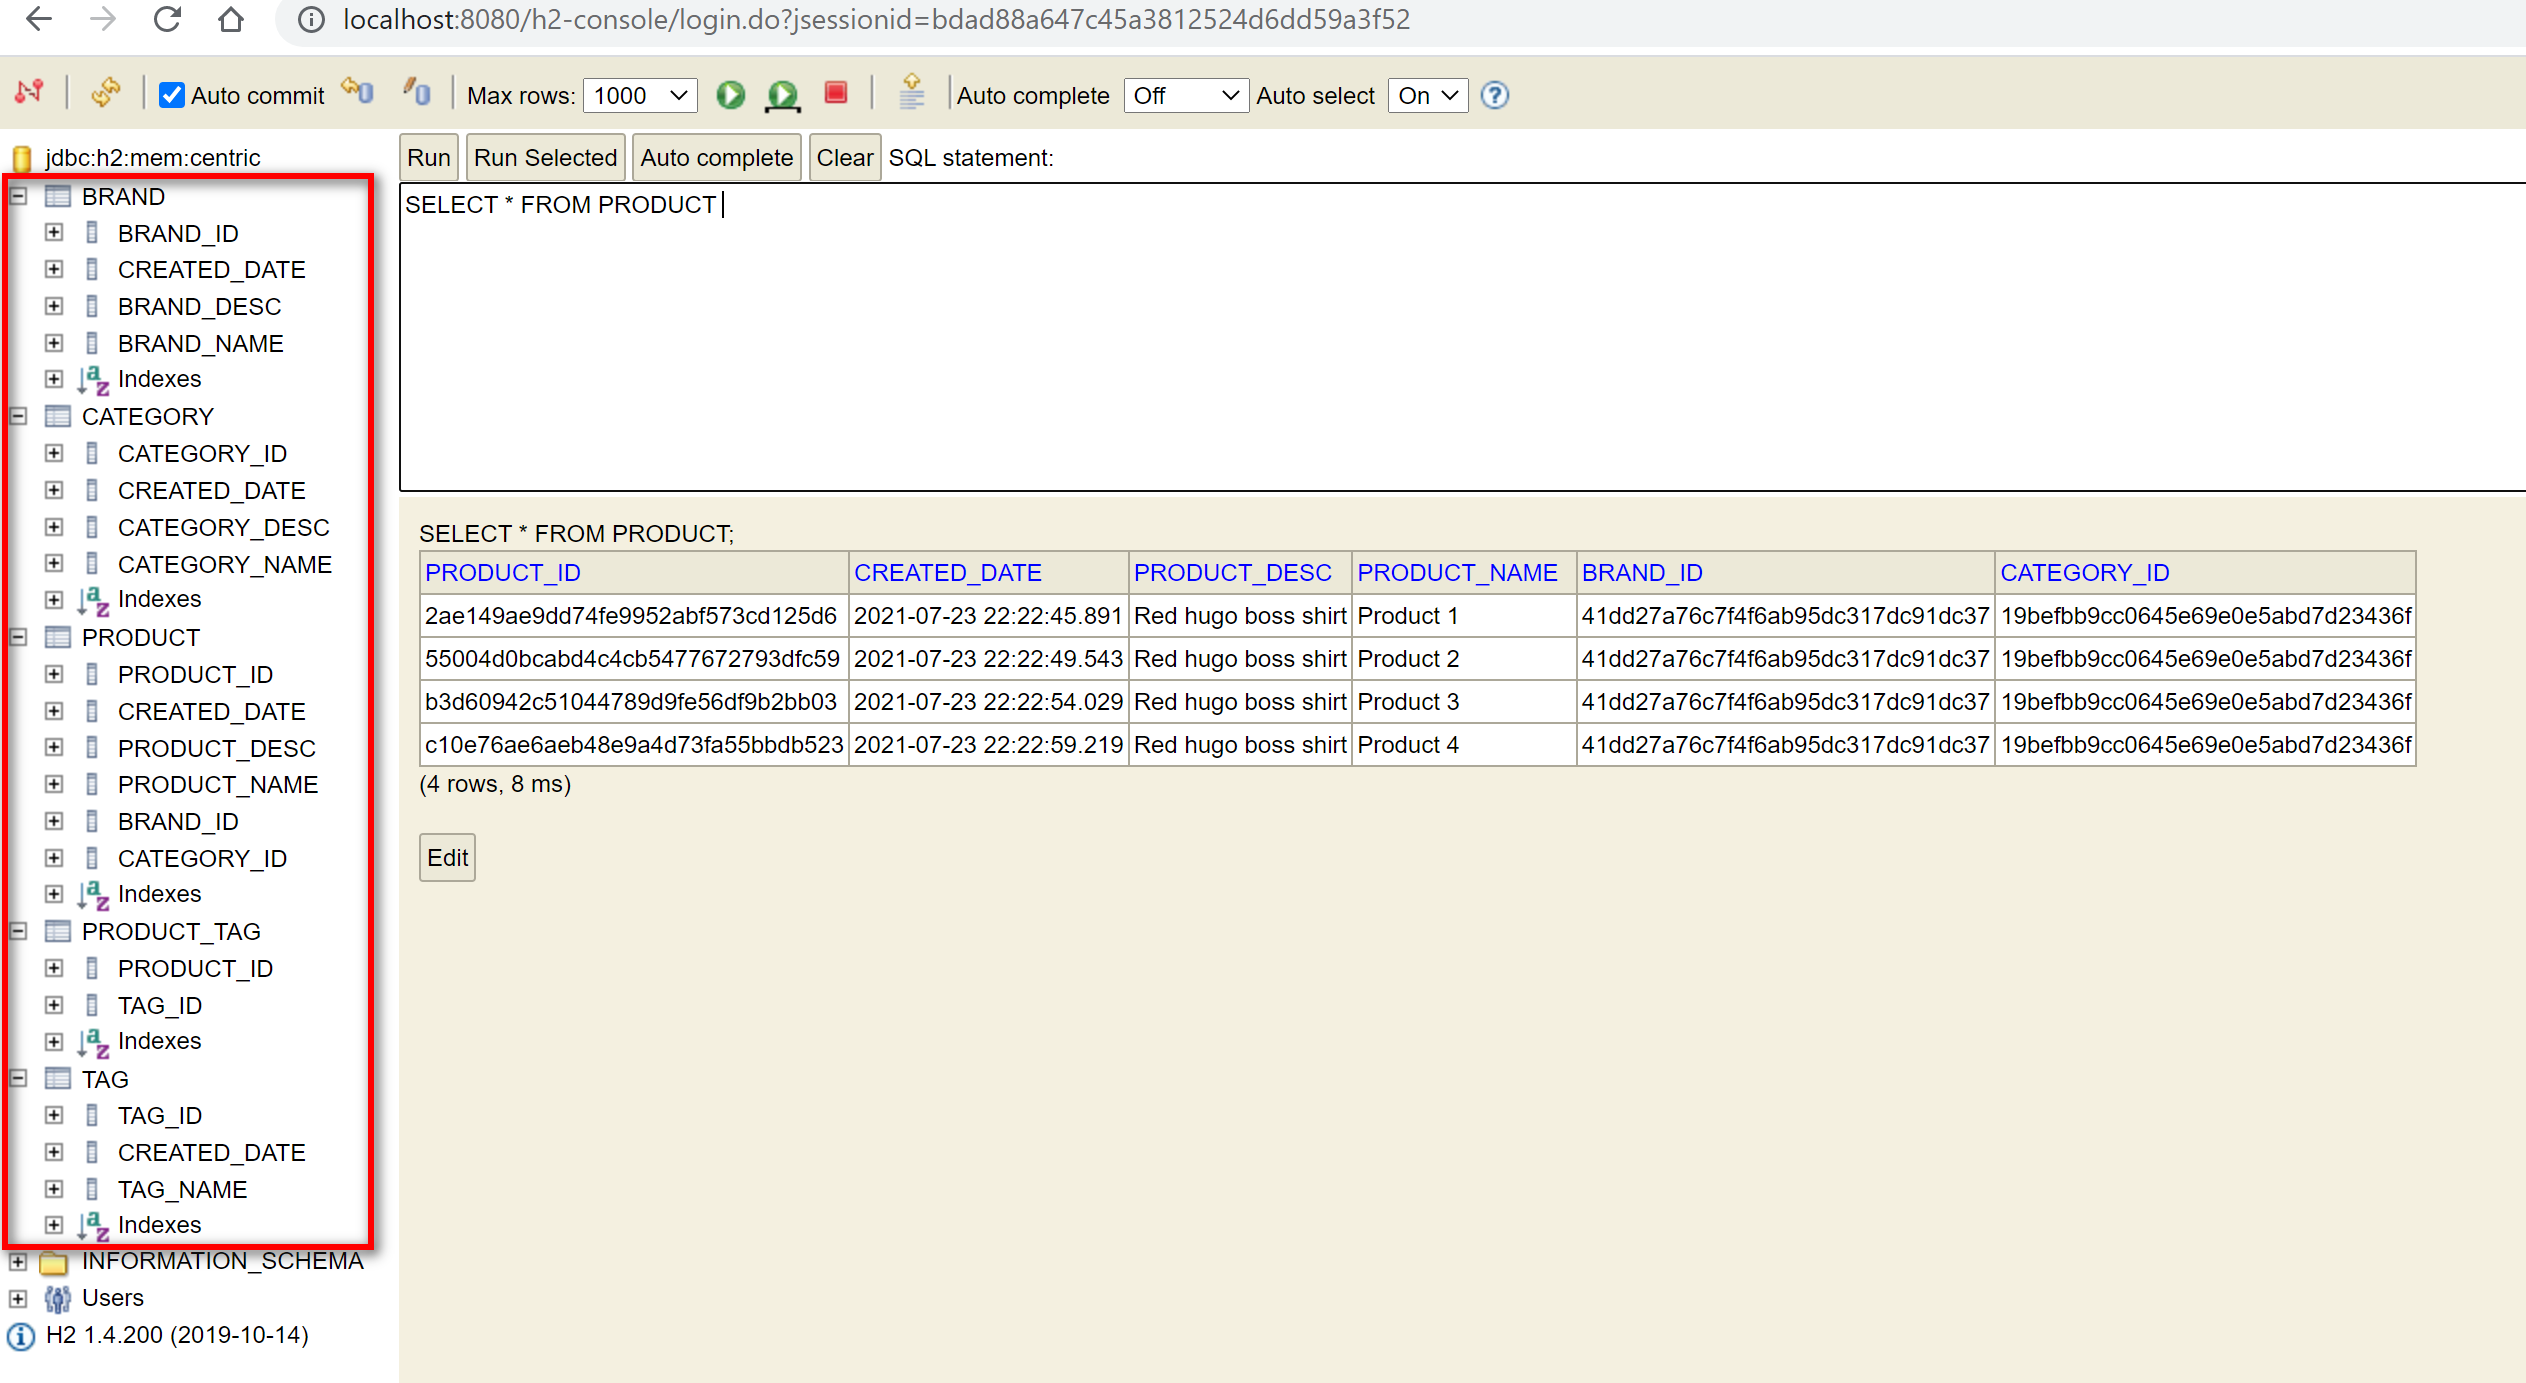 localhost:8080/h2-console/login.do?jsessionid=bdad88a647c45a3812524d6dd59a3f52
Auto commit Max rows: 1000 Auto complete Off Auto select On ?
jdbc:h2:mem:centric
BRAND
BRAND_ID
CREATED_DATE
BRAND_DESC
BRAND_NAME
Indexes
CATEGORY
CATEGORY_ID
CREATED_DATE
CATEGORY_DESC
CATEGORY_NAME
Indexes
PRODUCT
PRODUCT_ID
CREATED_DATE
PRODUCT_DESC
PRODUCT_NAME
BRAND_ID
CATEGORY_ID
Indexes
PRODUCT_TAG
PRODUCT_ID
TAG_ID
Indexes
TAG
TAG_ID
CREATED_DATE
TAG_NAME
Indexes
INFORMATION_SCHEMA
Users
H2 1.4.200 (2019-10-14)
Run Run Selected Auto complete Clear SQL statement:
SELECT * FROM PRODUCT
SELECT * FROM PRODUCT;
PRODUCT_ID CREATED_DATE PRODUCT_DESC PRODUCT_NAME BRAND_ID CATEGORY_ID
2ae149ae9dd74fe9952abf573cd125d6 2021-07-23 22:22:45.891 Red hugo boss shirt Product 1 41dd27a76c7f4f6ab95dc317dc91dc37 19befbb9cc0645e69e0e5abd7d23436f
55004d0bcabd4c4cb5477672793dfc59 2021-07-23 22:22:49.543 Red hugo boss shirt Product 2 41dd27a76c7f4f6ab95dc317dc91dc37 19befbb9cc0645e69e0e5abd7d23436f
b3d60942c51044789d9fe56df9b2bb03 2021-07-23 22:22:54.029 Red hugo boss shirt Product 3 41dd27a76c7f4f6ab95dc317dc91dc37 19befbb9cc0645e69e0e5abd7d23436f
c10e76ae6aeb48e9a4d73fa55bbdb523 2021-07-23 22:22:59.219 Red hugo boss shirt Product 4 41dd27a76c7f4f6ab95dc317dc91dc37 19befbb9cc0645e69e0e5abd7d23436f
(4 rows, 8 ms)
Edit